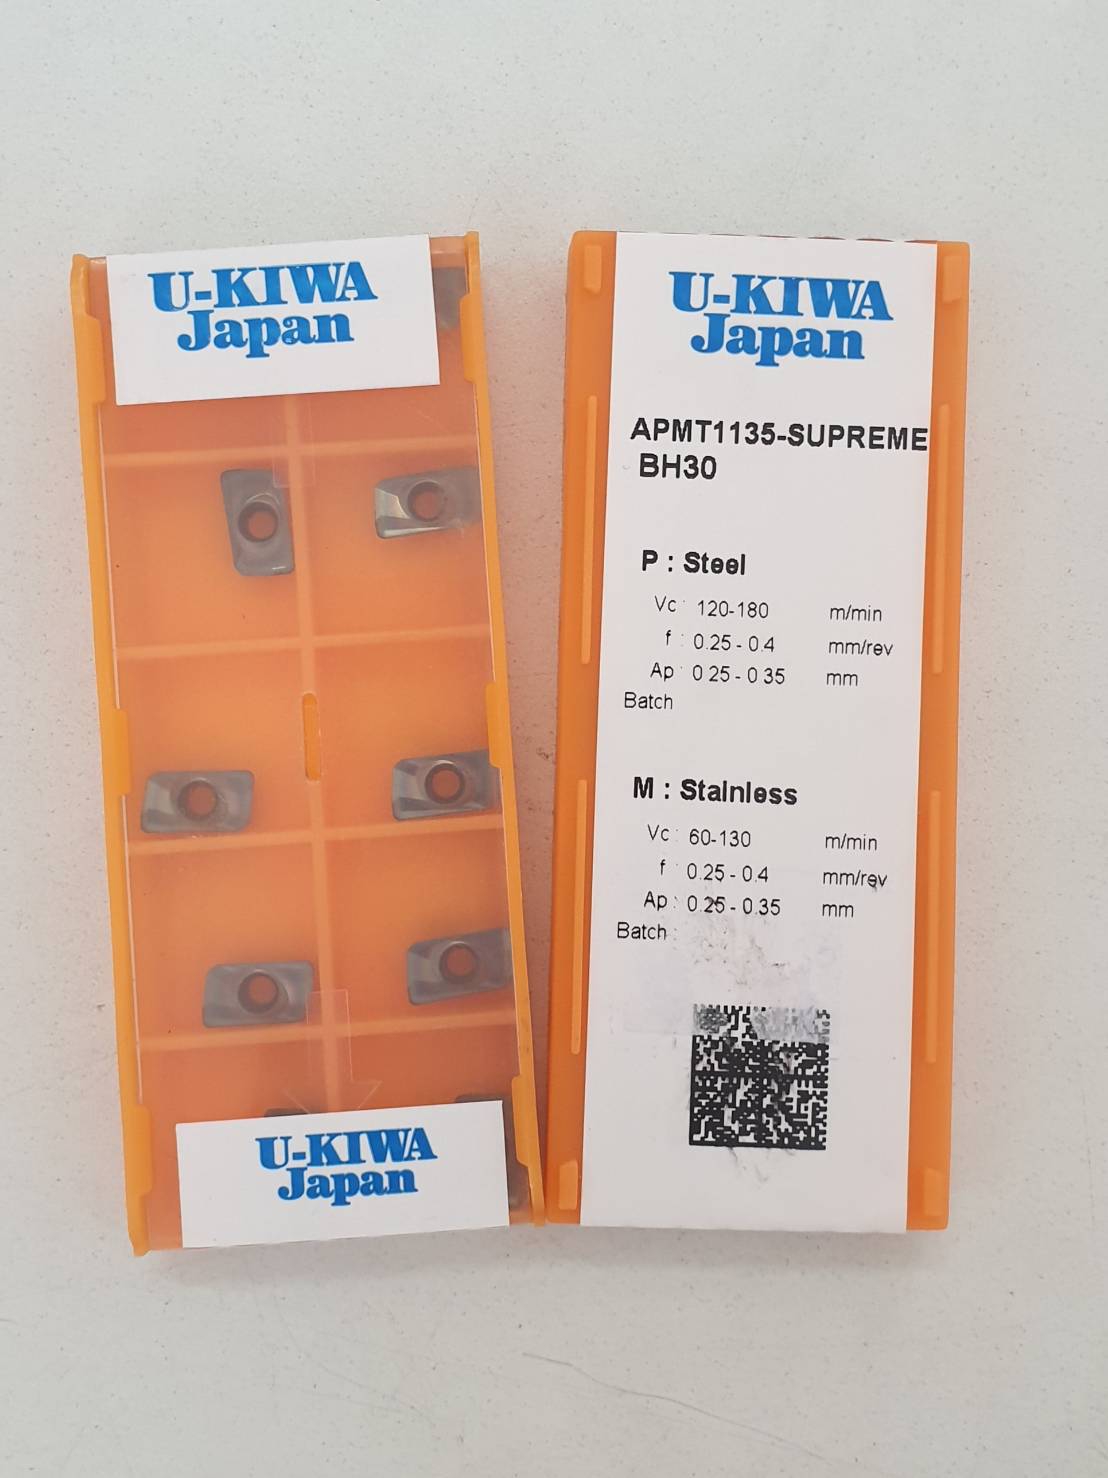 U-KIWA
Japan
U-KIWA
Japan
U-KIWA
Japan
APMT1135-SUPREME
BH30
P : Steel
Vc : 120-180 m/min
f : 0.25 - 0.4 mm/rev
Ap : 0 25 - 0 35 mm
Batch
M : Stainless
Vc : 60-130 m/min
f : 0.25 - 0.4 mm/rev
Ap : 0.25 - 0.35 mm
Batch :